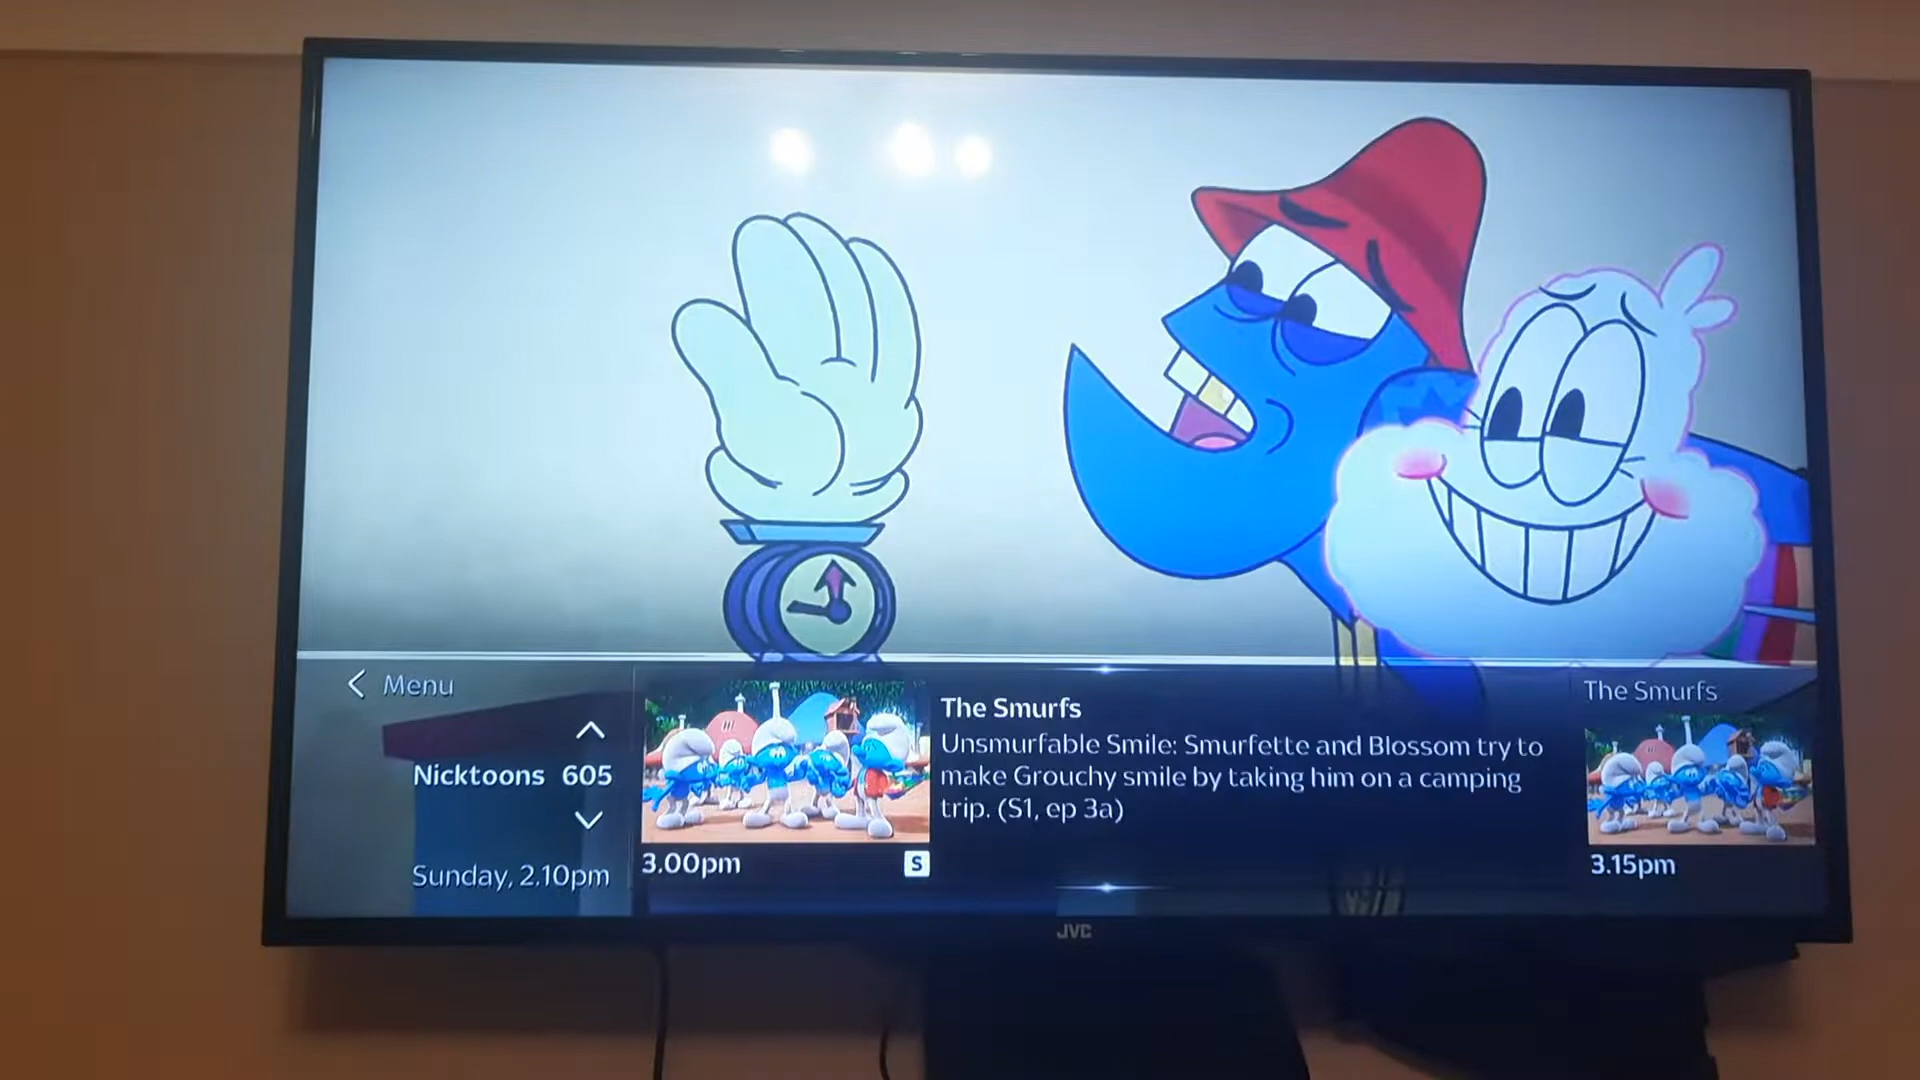 Menu
Nicktoons 605
Sunday, 2.10pm
3.00pm
S
The Smurfs
Unsmurfable Smile: Smurfette and Blossom try to
make Grouchy smile by taking him on a camping
trip. (S1, ep 3a)
The Smurfs
3.15pm
JVC